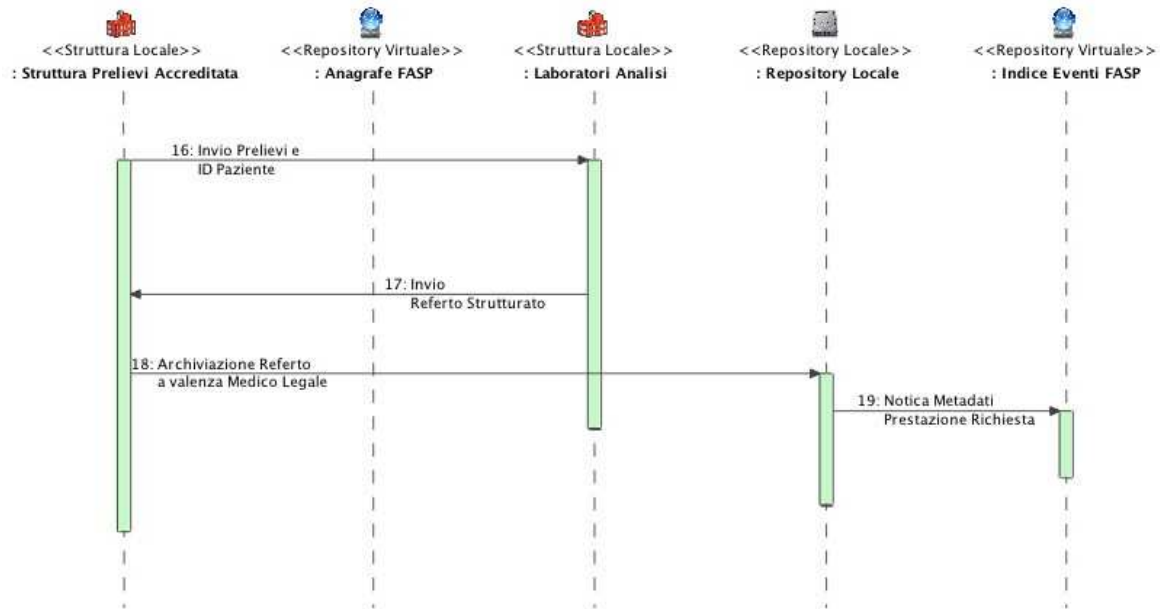 <<Struttura Locale>>
<<Repository Virtuale>>
<<Struttura Locale>>
<<Repository Locale>>
<<Repository Virtuale>>
: Struttura Prelievi Accreditata
: Anagrafe FASP
: Laboratori Analisi
: Repository Locale
: Indice Eventi FASP
16: Invio Prelievi e
ID Paziente
17: Invio
Referto Strutturato
18: Archiviazione Referto
a valenza Medico Legale
19: Notica Metadati
Prestazione Richiesta